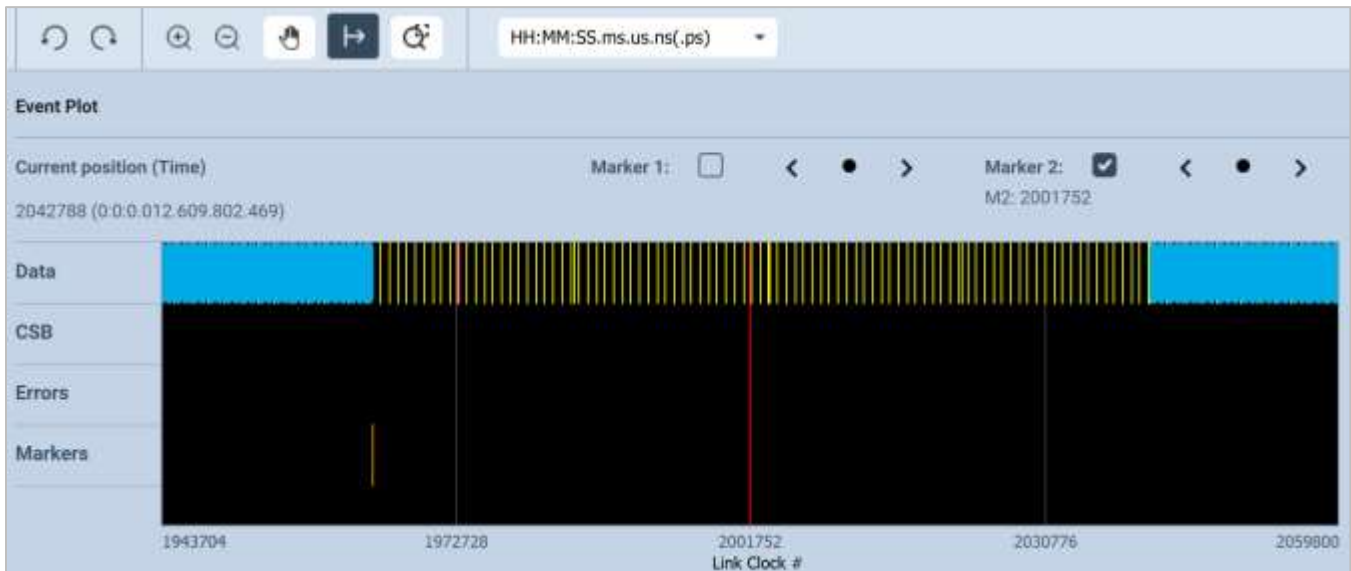 HH:MM:SS.ms.us.ns(.ps)
Event Plot
Current position (Time)
Marker 1:
Marker 2:
2042788 (0:0:0.012.609.802.469)
M2: 2001752
Data
CSB
Errors
Markers
1943704 1972728 2001752 2030776 2059800
Link Clock #